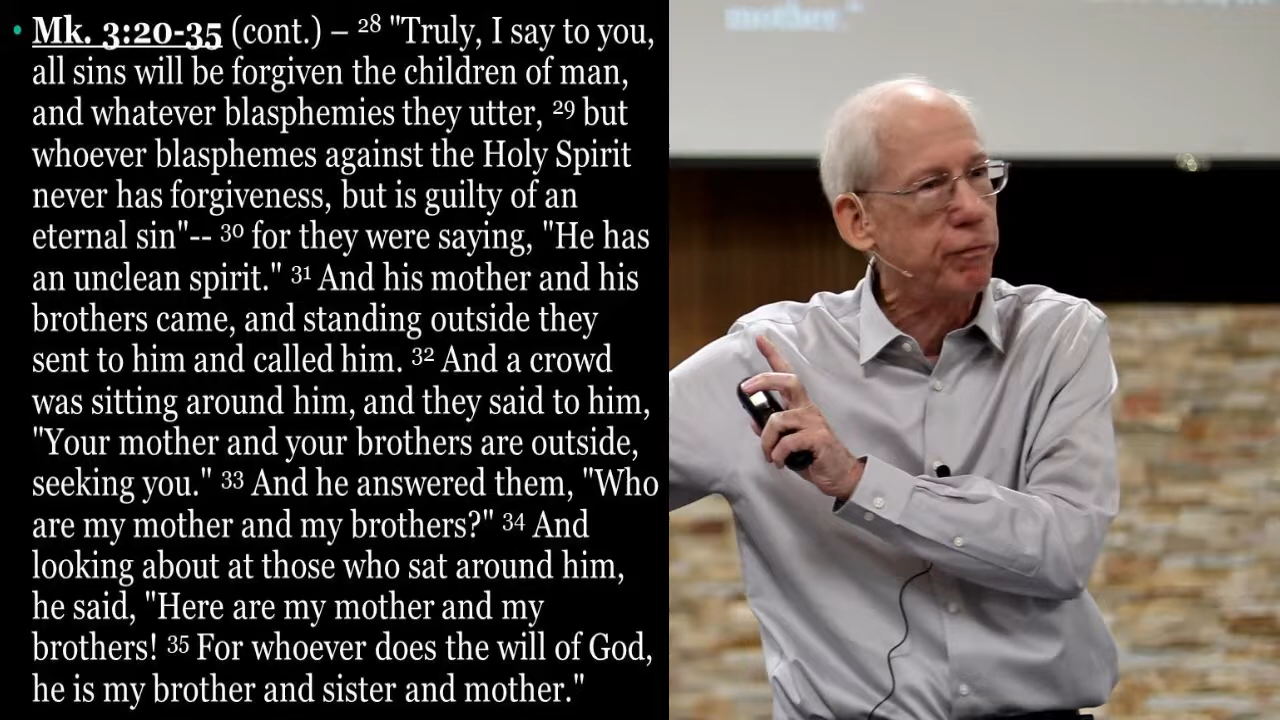 • Mk. 3:20-35 (cont.) – 28 "Truly, I say to you,
all sins will be forgiven the children of man,
and whatever blasphemies they utter, 29 but
whoever blasphemes against the Holy Spirit
never has forgiveness, but is guilty of an
eternal sin"-- 30 for they were saying, "He has
an unclean spirit." 31 And his mother and his
brothers came, and standing outside they
sent to him and called him. 32 And a crowd
was sitting around him, and they said to him,
"Your mother and your brothers are outside,
seeking you." 33 And he answered them, "Who
are my mother and my brothers?" 34 And
looking about at those who sat around him,
he said, "Here are my mother and my
brothers! 35 For whoever does the will of God,
he is my brother and sister and mother."
mother."